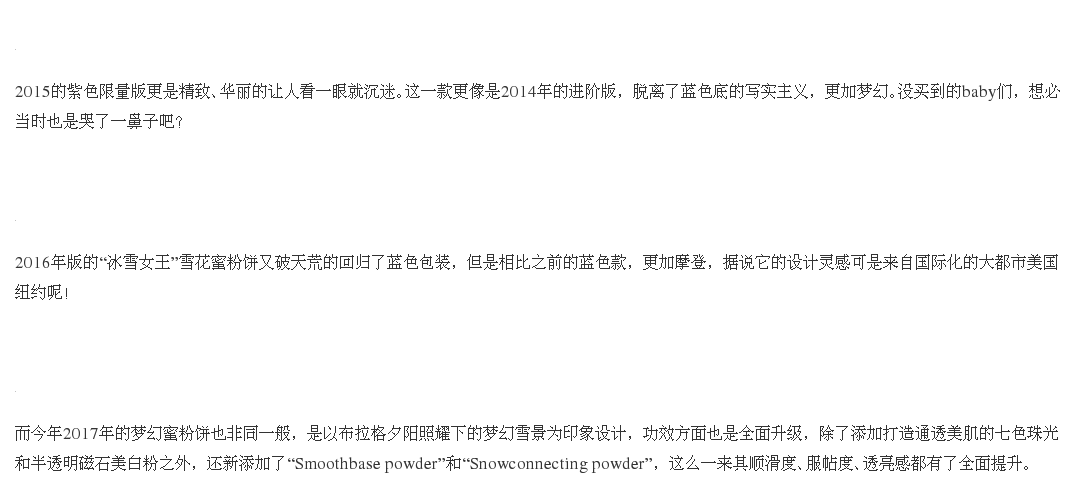 2015的紫色限量版更是精致、华丽的让人看一眼就沉迷。这一款更像是2014年的进阶版，脱离了蓝色底的写实主义，更加梦幻。没买到的baby们，想必
当时也是哭了一鼻子吧？
2016年版的“冰雪女王”雪花蜜粉饼又破天荒的回归了蓝色包装，但是相比之前的蓝色款，更加摩登，据说它的设计灵感可是来自国际化的大都市美国
纽约呢！
而今年2017年的梦幻蜜粉饼也非同一般，是以布拉格夕阳照耀下的梦幻雪景为印象设计，功效方面也是全面升级，除了添加打造通透美肌的七色珠光
和半透明磁石美白粉之外，还新添加了“Smoothbase powder”和“Snowconnecting powder”，这么一来其顺滑度、服帖度、透亮感都有了全面提升。